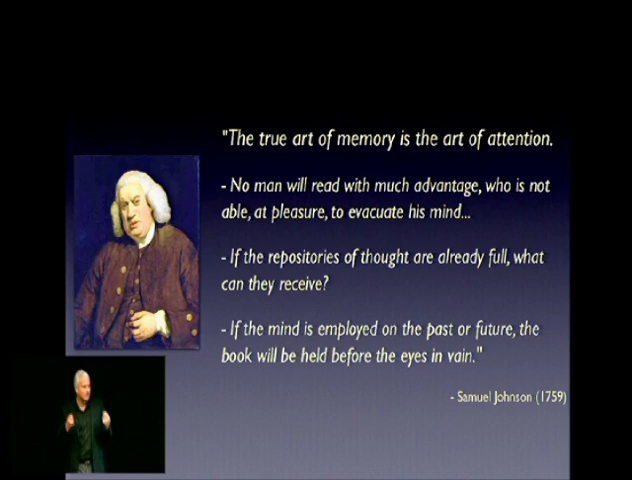 "The true art of memory is the art of attention.
- No man will read with much advantage, who is not
able, at pleasure, to evacuate his mind...
- If the repositories of thought are already full, what
can they receive?
- If the mind is employed on the past or future, the
book will be held before the eyes in vain."
- Samuel Johnson (1759)